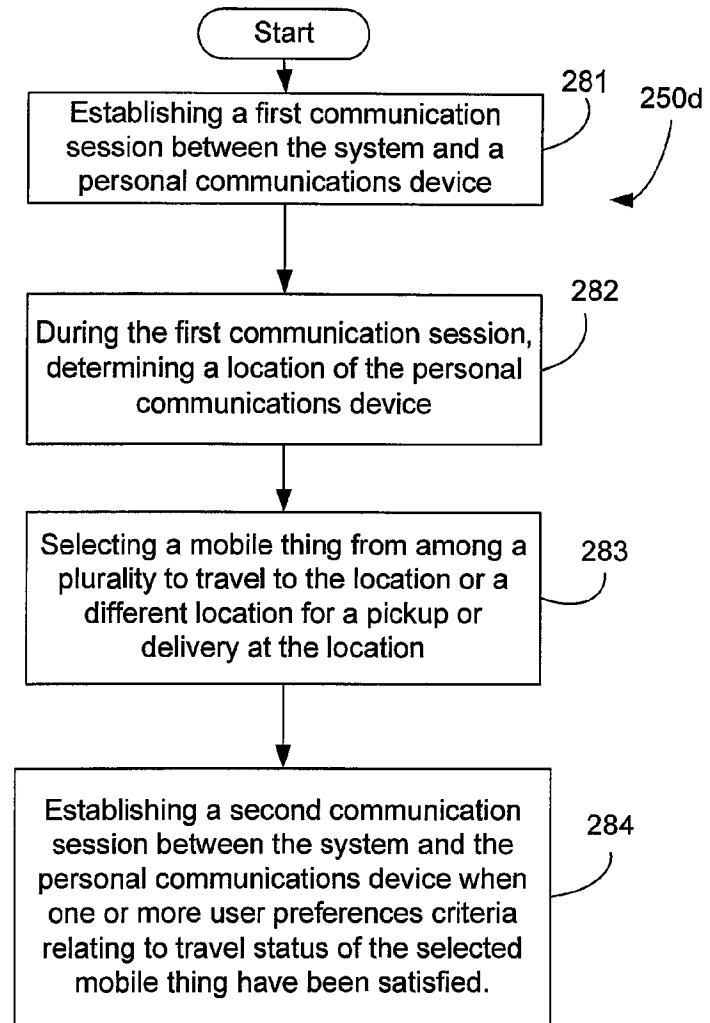 Start
281
250d
Establishing a first communication
session between the system and a
personal communications device
282
During the first communication session,
determining a location of the personal
communications device
283
Selecting a mobile thing from among a
plurality to travel to the location or a
different location for a pickup or
delivery at the location
284
Establishing a second communication
session between the system and the
personal communications device when
one or more user preferences criteria
relating to travel status of the selected
mobile thing have been satisfied.